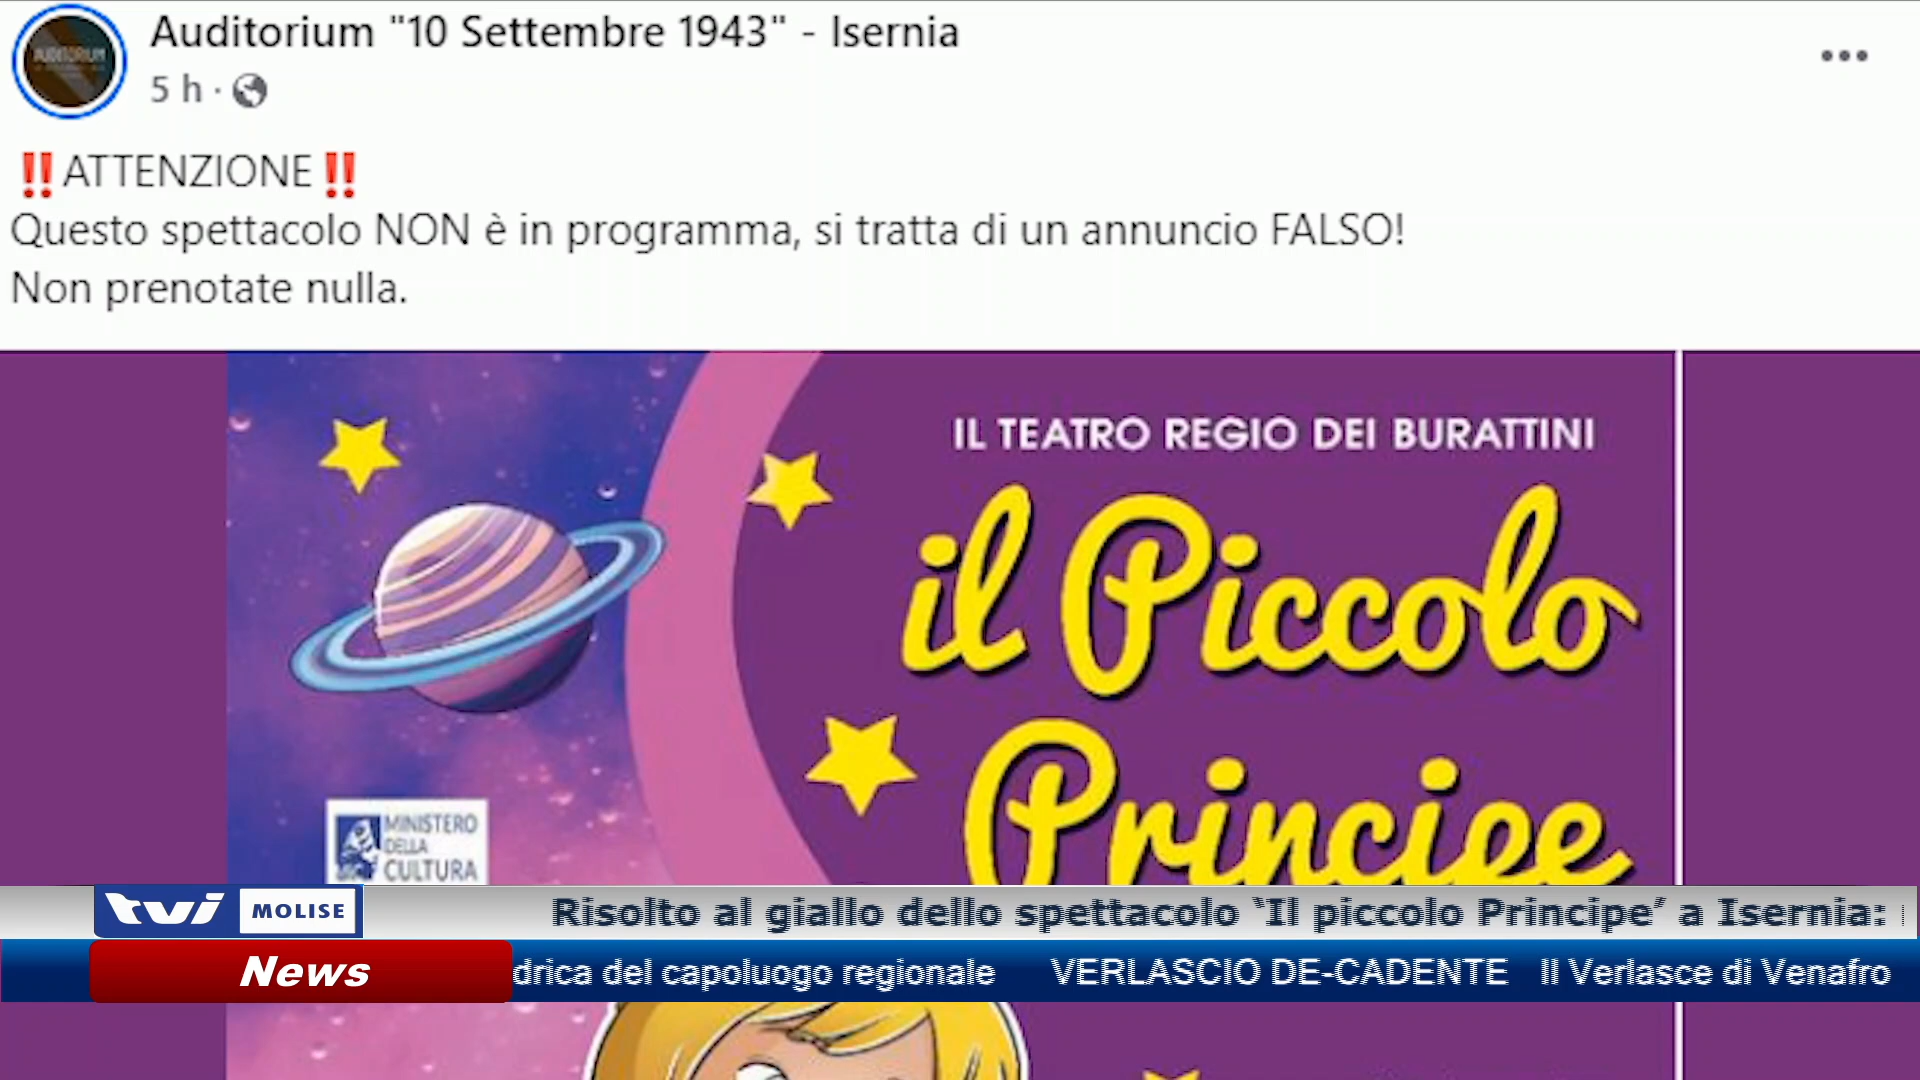 Auditorium "10 Settembre 1943" - Isernia
5 h ·
‼ATTENZIONE‼
Questo spettacolo NON è in programma, si tratta di un annuncio FALSO!
Non prenotate nulla.
IL TEATRO REGIO DEI BURATTINI
il Piccolo
Principe
MINISTERO
DELLA
CULTURA
tvi MOLISE
Risolto al giallo dello spettacolo ‘Il piccolo Principe’ a Isernia:
News
drica del capoluogo regionale VERLASCIO DE-CADENTE Il Verlasce di Venafro